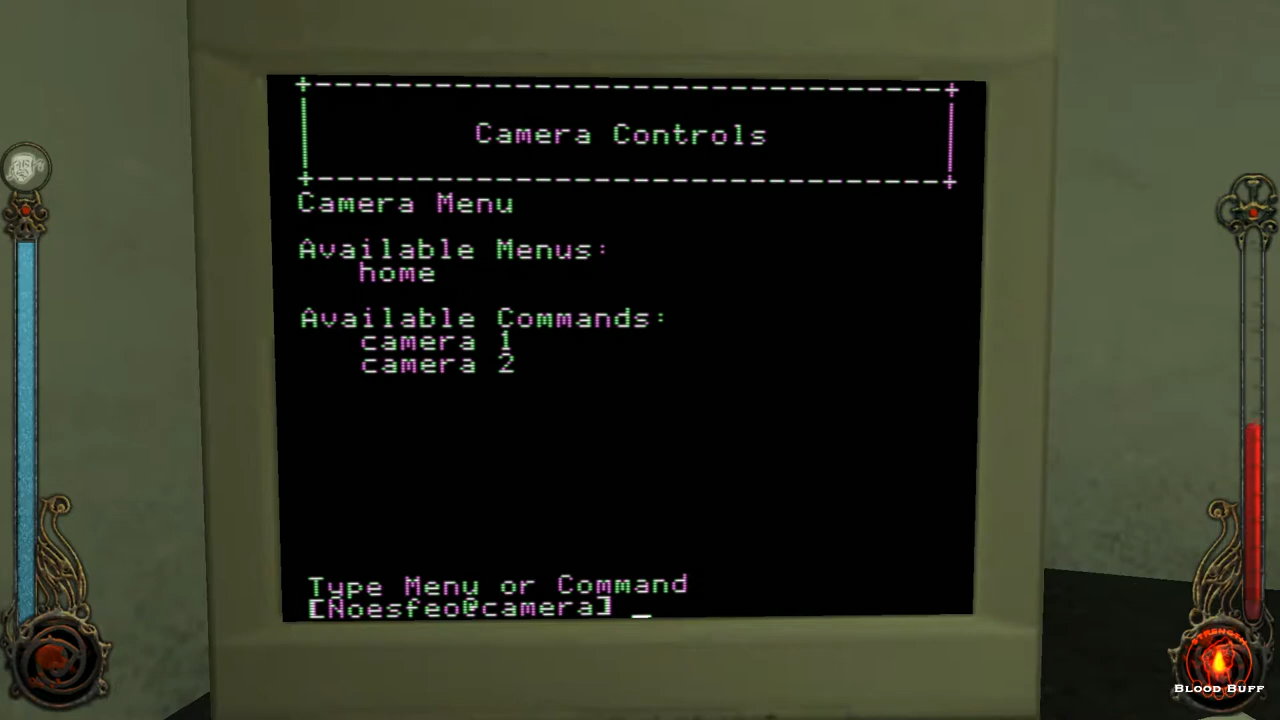 Camera Controls
Camera Menu
Available Menus:
home
Available Commands:
camera 1
camera 2
Type Menu or Command
[Noesfeo@camera] _
STRENGTH
BLOOD BUFF